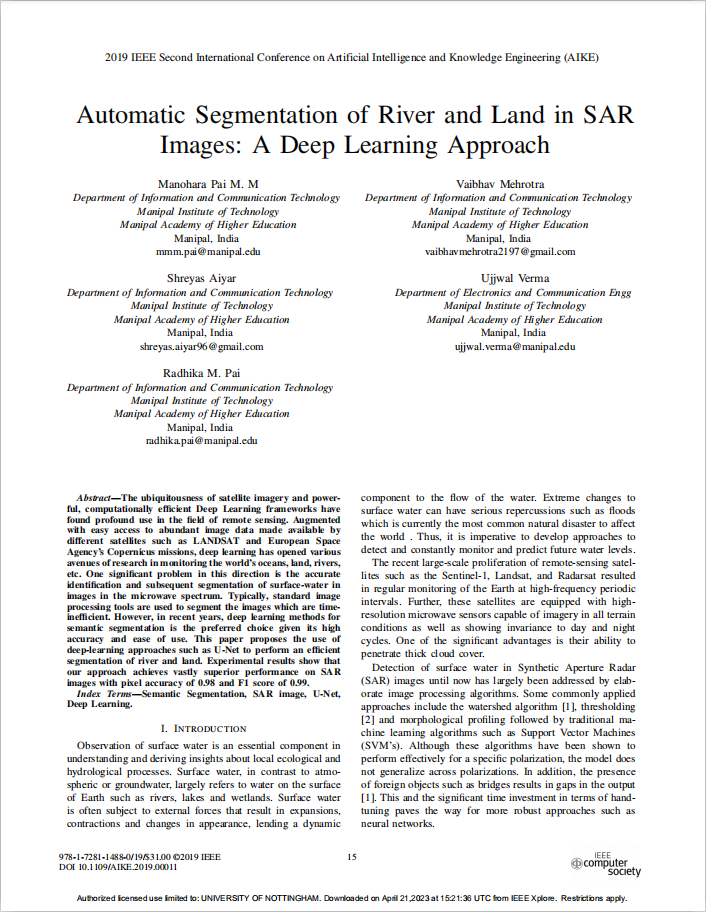 2019 IEEE Second International Conference on Artificial Intelligence and Knowledge Engineering (AIKE)
Automatic Segmentation of River and Land in SAR
Images: A Deep Learning Approach
Manohara Pai M. M
Department of Information and Communication Technology
Manipal Institute of Technology
Manipal Academy of Higher Education
Manipal, India
mmm.pai@manipal.edu
Vaibhav Mehrotra
Department of Information and Communication Technology
Manipal Institute of Technology
Manipal Academy of Higher Education
Manipal, India
vaibhavmehrotra2197@gmail.com
Shreyas Aiyar
Department of Information and Communication Technology
Manipal Institute of Technology
Manipal Academy of Higher Education
Manipal, India
shreyas.aiyar96@gmail.com
Ujjwal Verma
Department of Electronics and Communication Engg
Manipal Institute of Technology
Manipal Academy of Higher Education
Manipal, India
ujjwal.verma@manipal.edu
Radhika M. Pai
Department of Information and Communication Technology
Manipal Institute of Technology
Manipal Academy of Higher Education
Manipal, India
radhika.pai@manipal.edu
Abstract—The ubiquitousness of satellite imagery and power-
ful, computationally efficient Deep Learning frameworks have
found profound use in the field of remote sensing. Augmented
with easy access to abundant image data made available by
different satellites such as LANDSAT and European Space
Agency's Copernicus missions, deep learning has opened various
avenues of research in monitoring the world's oceans, land, rivers,
etc. One significant problem in this direction is the accurate
identification and subsequent segmentation of surface-water in
images in the microwave spectrum. Typically, standard image
processing tools are used to segment the images which are time-
inefficient. However, in recent years, deep learning methods for
semantic segmentation is the preferred choice given its high
accuracy and ease of use. This paper proposes the use of
deep-learning approaches such as U-Net to perform an efficient
segmentation of river and land. Experimental results show that
our approach achieves vastly superior performance on SAR
images with pixel accuracy of 0.98 and F1 score of 0.99.
Index Terms—Semantic Segmentation, SAR image, U-Net,
Deep Learning.
I. Introduction
Observation of surface water is an essential component in
understanding and deriving insights about local ecological and
hydrological processes. Surface water, in contrast to atmo-
spheric or groundwater, largely refers to water on the surface
of Earth such as rivers, lakes and wetlands. Surface water
is often subject to external forces that result in expansions,
contractions and changes in appearance, lending a dynamic
component to the flow of the water. Extreme changes to
surface water can have serious repercussions such as floods
which is currently the most common natural disaster to affect
the world . Thus, it is imperative to develop approaches to
detect and constantly monitor and predict future water levels.
The recent large-scale proliferation of remote-sensing satel-
lites such as the Sentinel-1, Landsat, and Radarsat resulted
in regular monitoring of the Earth at high-frequency periodic
intervals. Further, these satellites are equipped with high-
resolution microwave sensors capable of imagery in all terrain
conditions as well as showing invariance to day and night
cycles. One of the significant advantages is their ability to
penetrate thick cloud cover.
Detection of surface water in Synthetic Aperture Radar
(SAR) images until now has largely been addressed by elab-
orate image processing algorithms. Some commonly applied
approaches include the watershed algorithm [1], thresholding
[2] and morphological profiling followed by traditional ma-
chine learning algorithms such as Support Vector Machines
(SVM's). Although these algorithms have been shown to
perform effectively for a specific polarization, the model does
not generalize across polarizations. In addition, the presence
of foreign objects such as bridges results in gaps in the output
[1]. This and the significant time investment in terms of hand-
tuning paves the way for more robust approaches such as
neural networks.
978-1-7281-1488-0/19/$31.00 ©2019 IEEE
DOI 10.1109/AIKE.2019.00011
15
IEEE
computer
society
Authorized licensed use limited to: UNIVERSITY OF NOTTINGHAM. Downloaded on April 21,2023 at 15:21:36 UTC from IEEE Xplore. Restrictions apply.